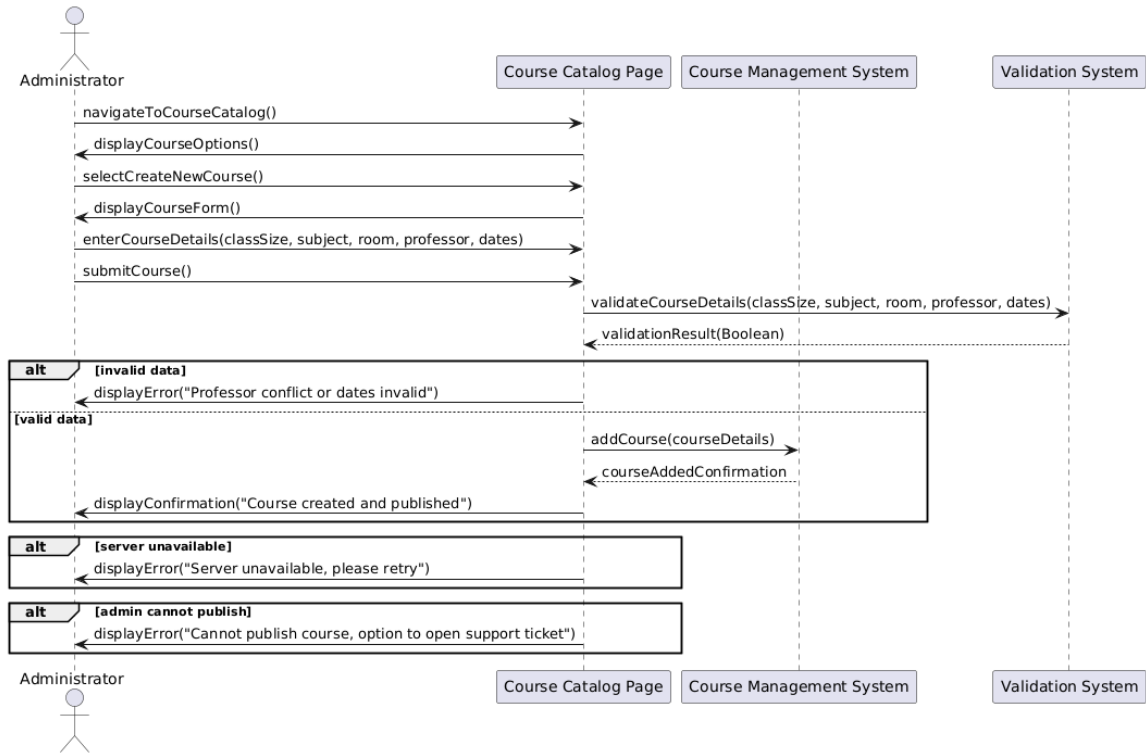 Administrator
Course Catalog Page
Course Management System
Validation System
navigateToCourseCatalog()
displayCourseOptions()
selectCreateNewCourse()
displayCourseForm()
enterCourseDetails(classSize, subject, room, professor, dates)
submitCourse()
validateCourseDetails(classSize, subject, room, professor, dates)
validationResult(Boolean)
alt [invalid data]
displayError("Professor conflict or dates invalid")
[valid data]
addCourse(courseDetails)
courseAddedConfirmation
displayConfirmation("Course created and published")
alt [server unavailable]
displayError("Server unavailable, please retry")
alt [admin cannot publish]
displayError("Cannot publish course, option to open support ticket")
Administrator
Course Catalog Page
Course Management System
Validation System